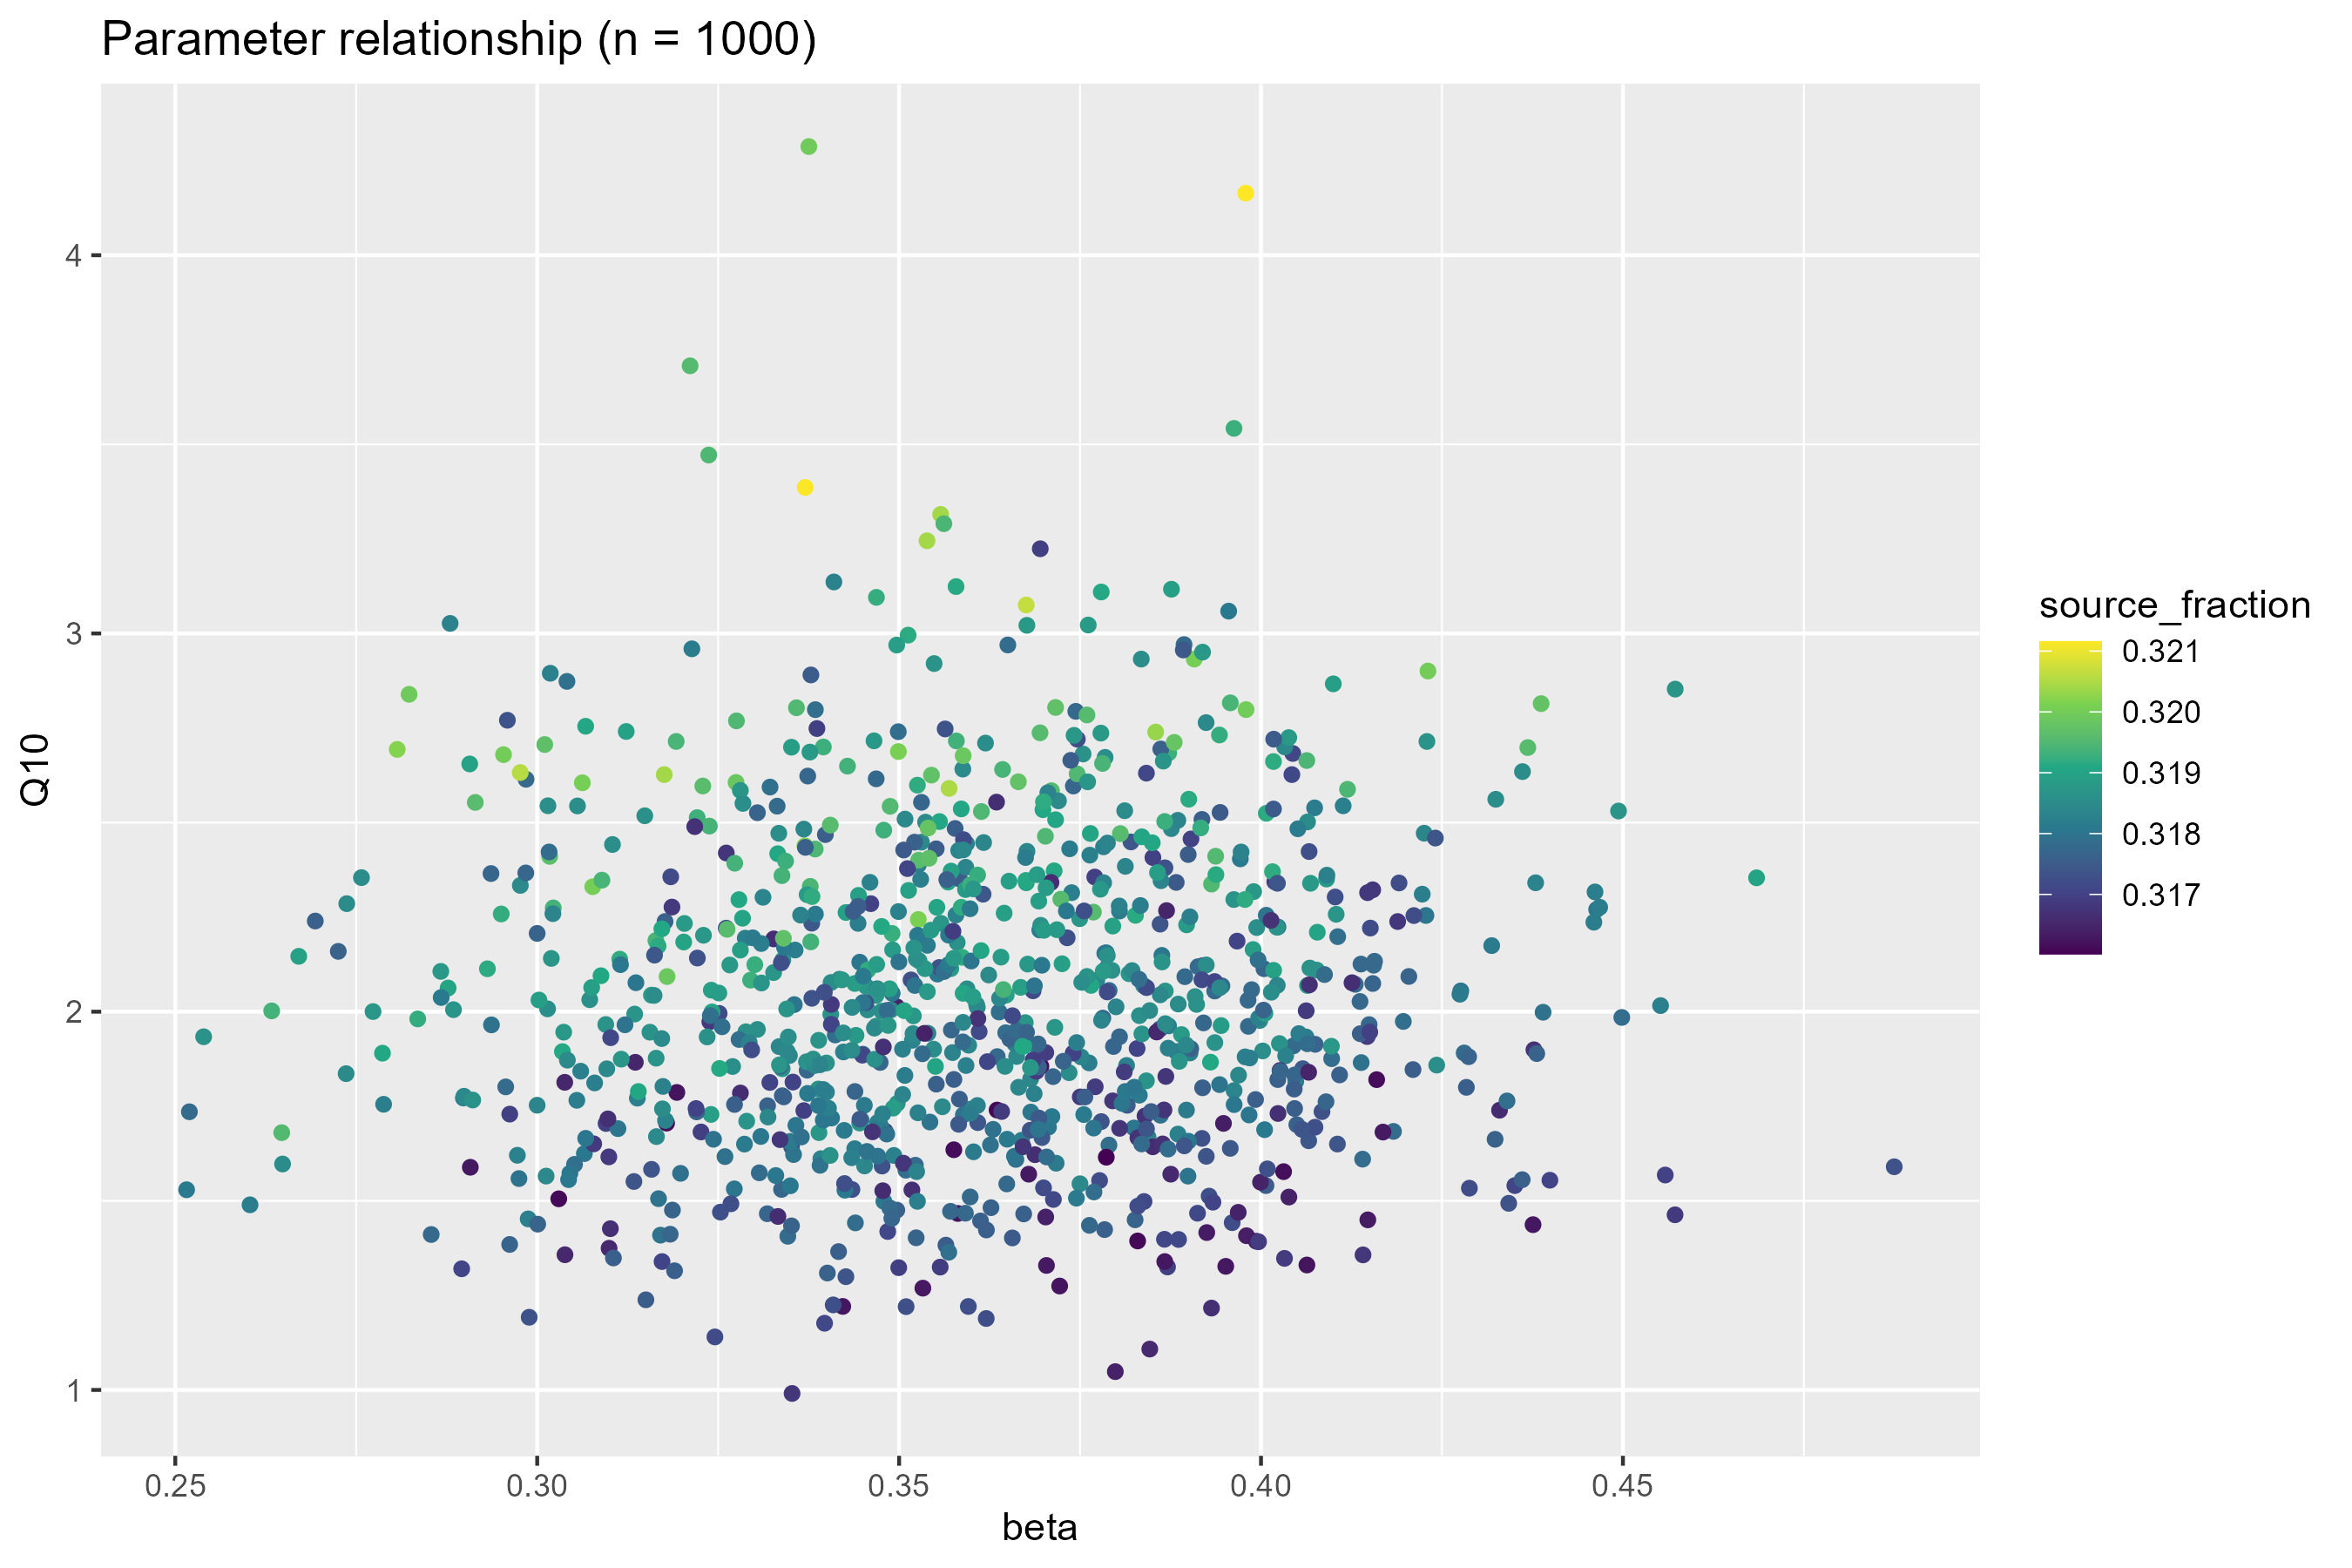 Parameter relationship (n = 1000)
Q10
4
3
2
1
0.25 0.30 0.35 0.40 0.45
beta
source_fraction
0.321
0.320
0.319
0.318
0.317